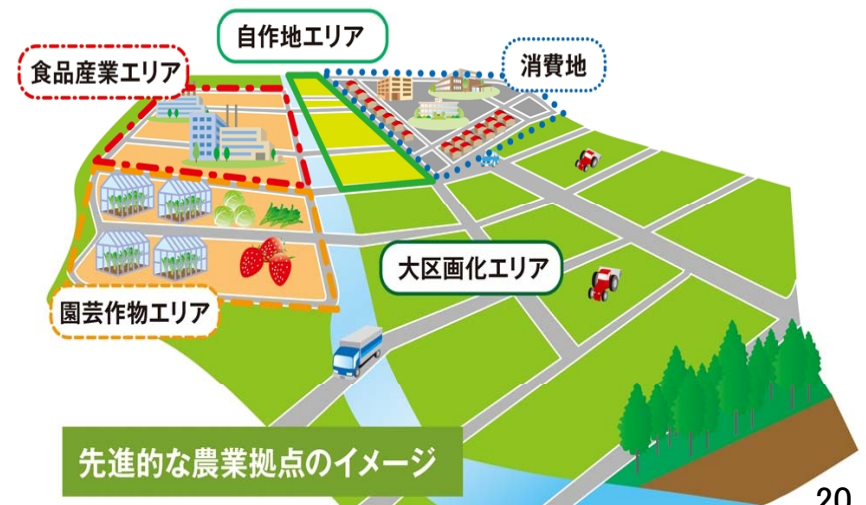 自作地エリア
食品産業エリア
消費地
大区画化エリア
園芸作物エリア
先進的な農業拠点のイメージ
20